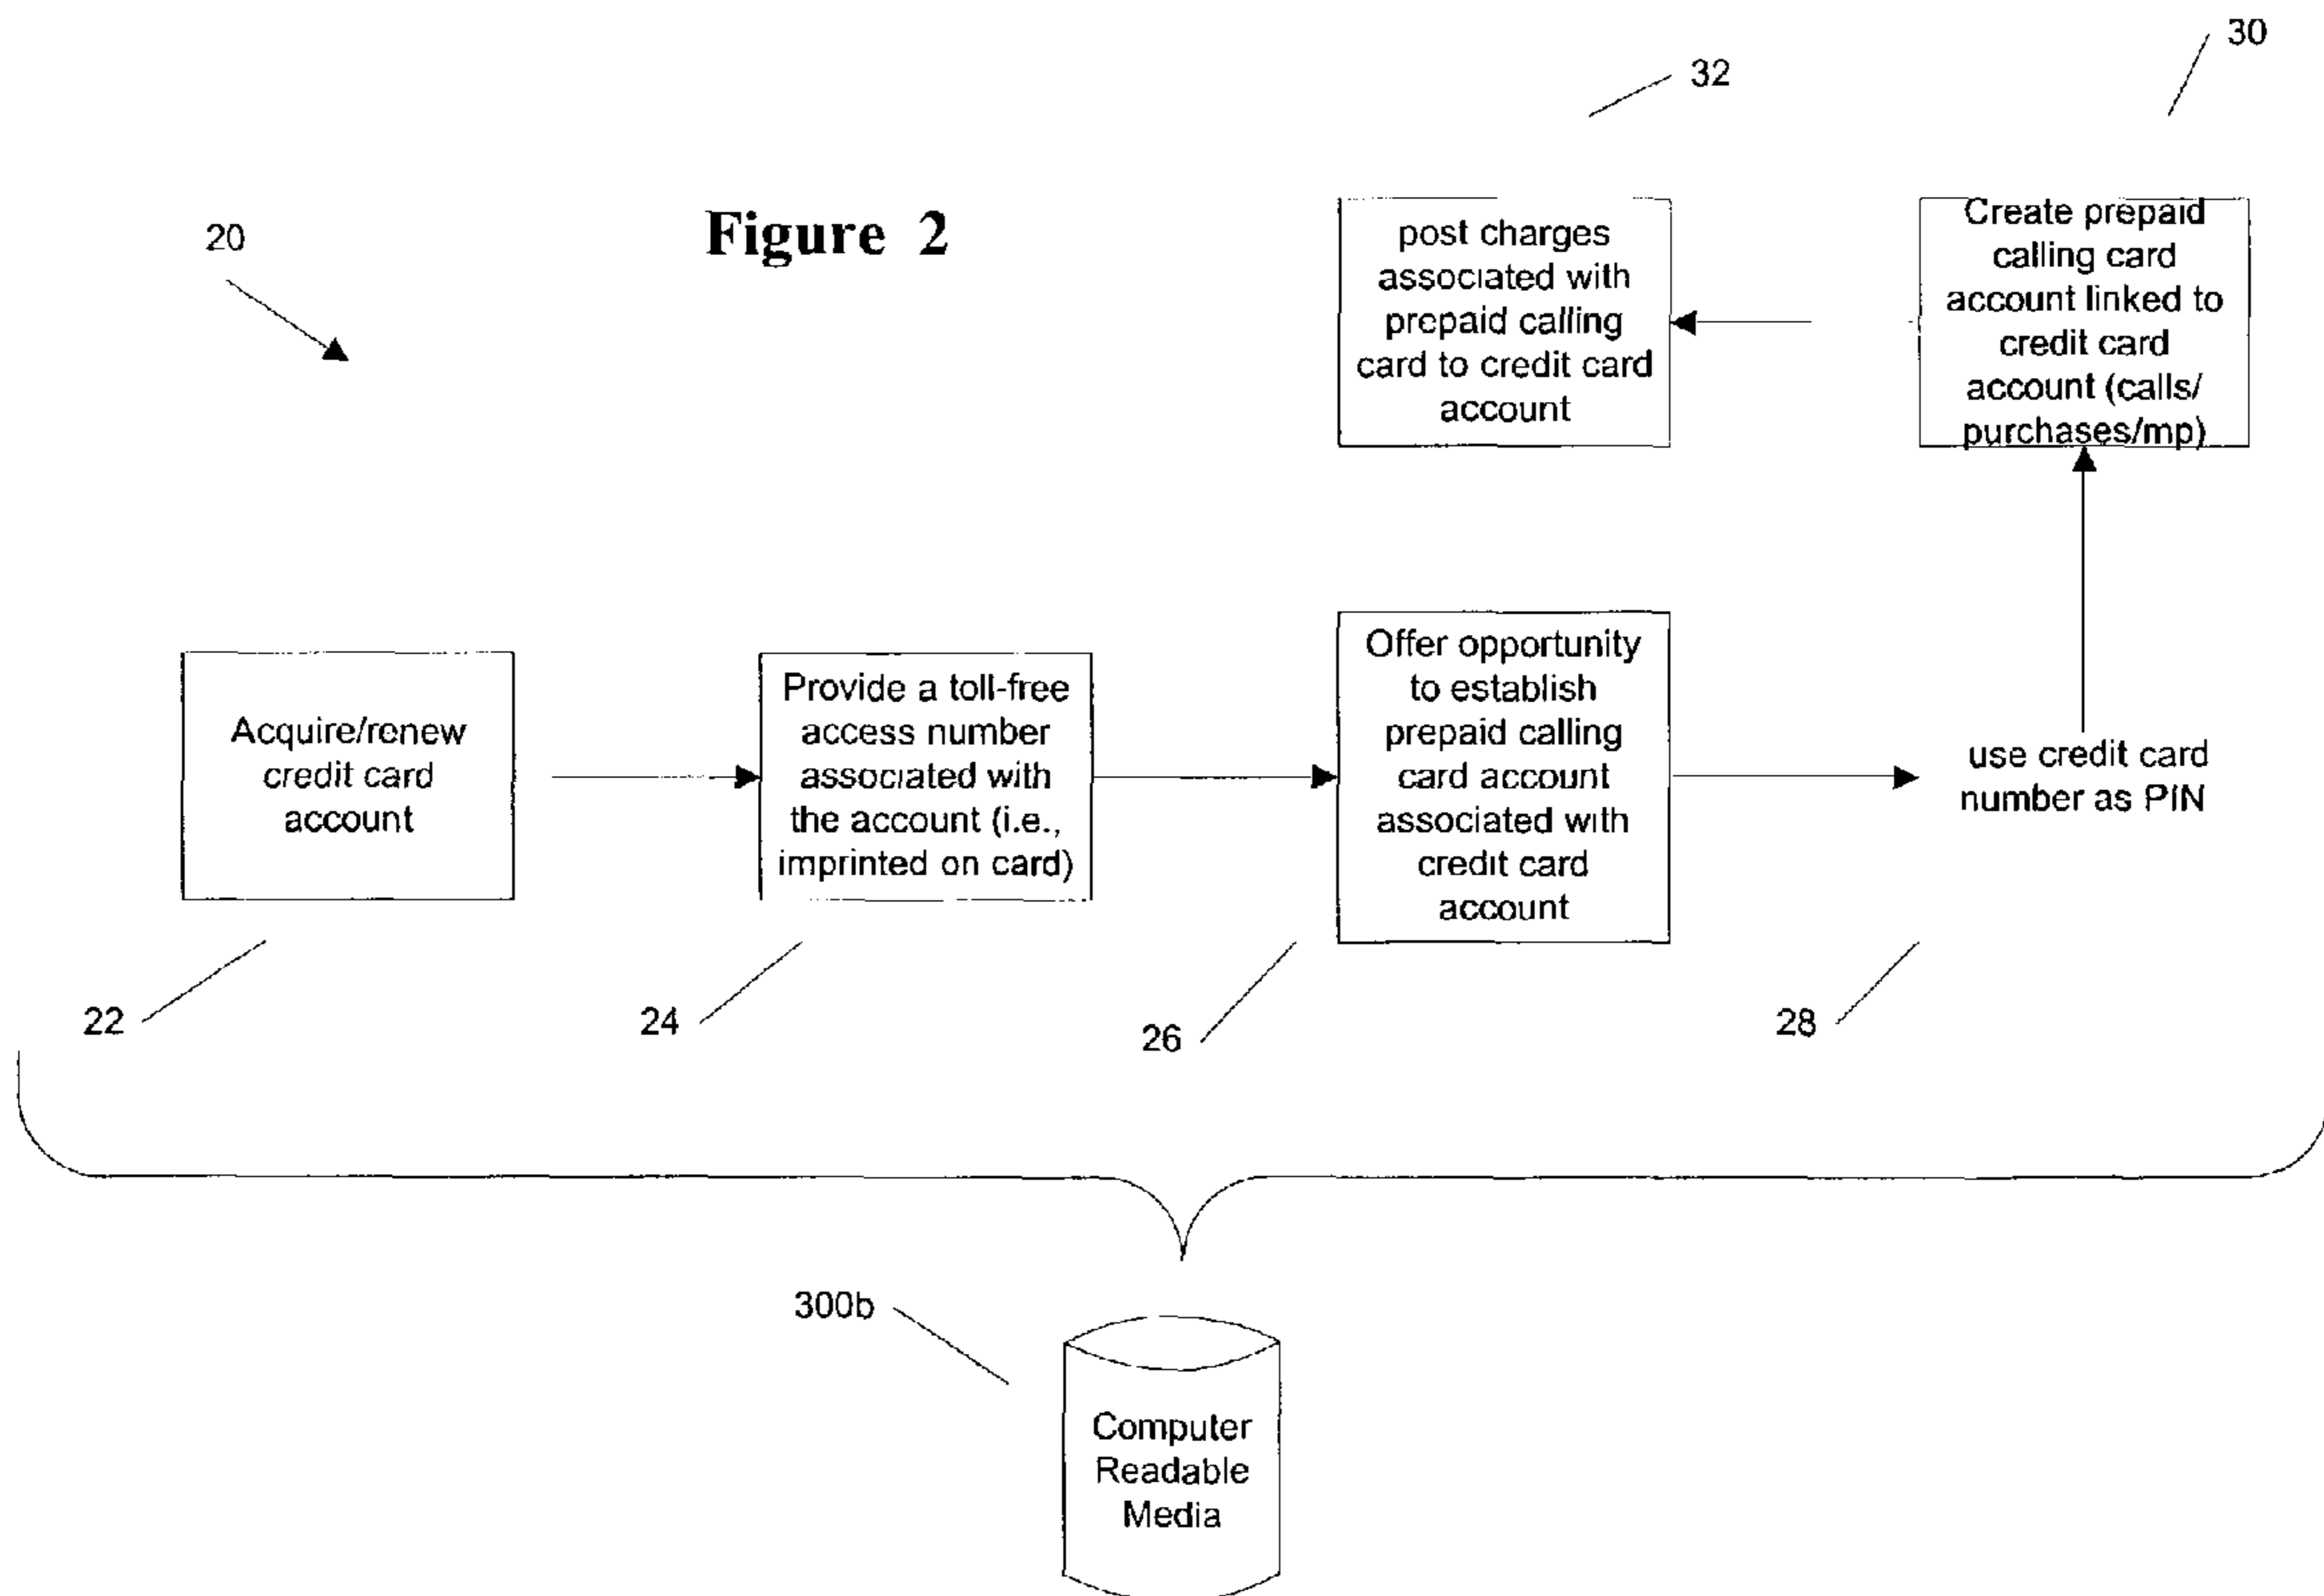 30
32
Figure 2
20
post charges
associated with
prepaid calling
card to credit card
account
Create prepaid
calling card
account linked to
credit card
account (calls/
purchases/mp)
Acquire/renew
credit card
account
Provide a toll-free
access number
associated with
the account (i.e.,
imprinted on card)
Offer opportunity
to establish
prepaid calling
card account
associated with
credit card
account
use credit card
number as PIN
22
24
26
28
300b
Computer
Readable
Media